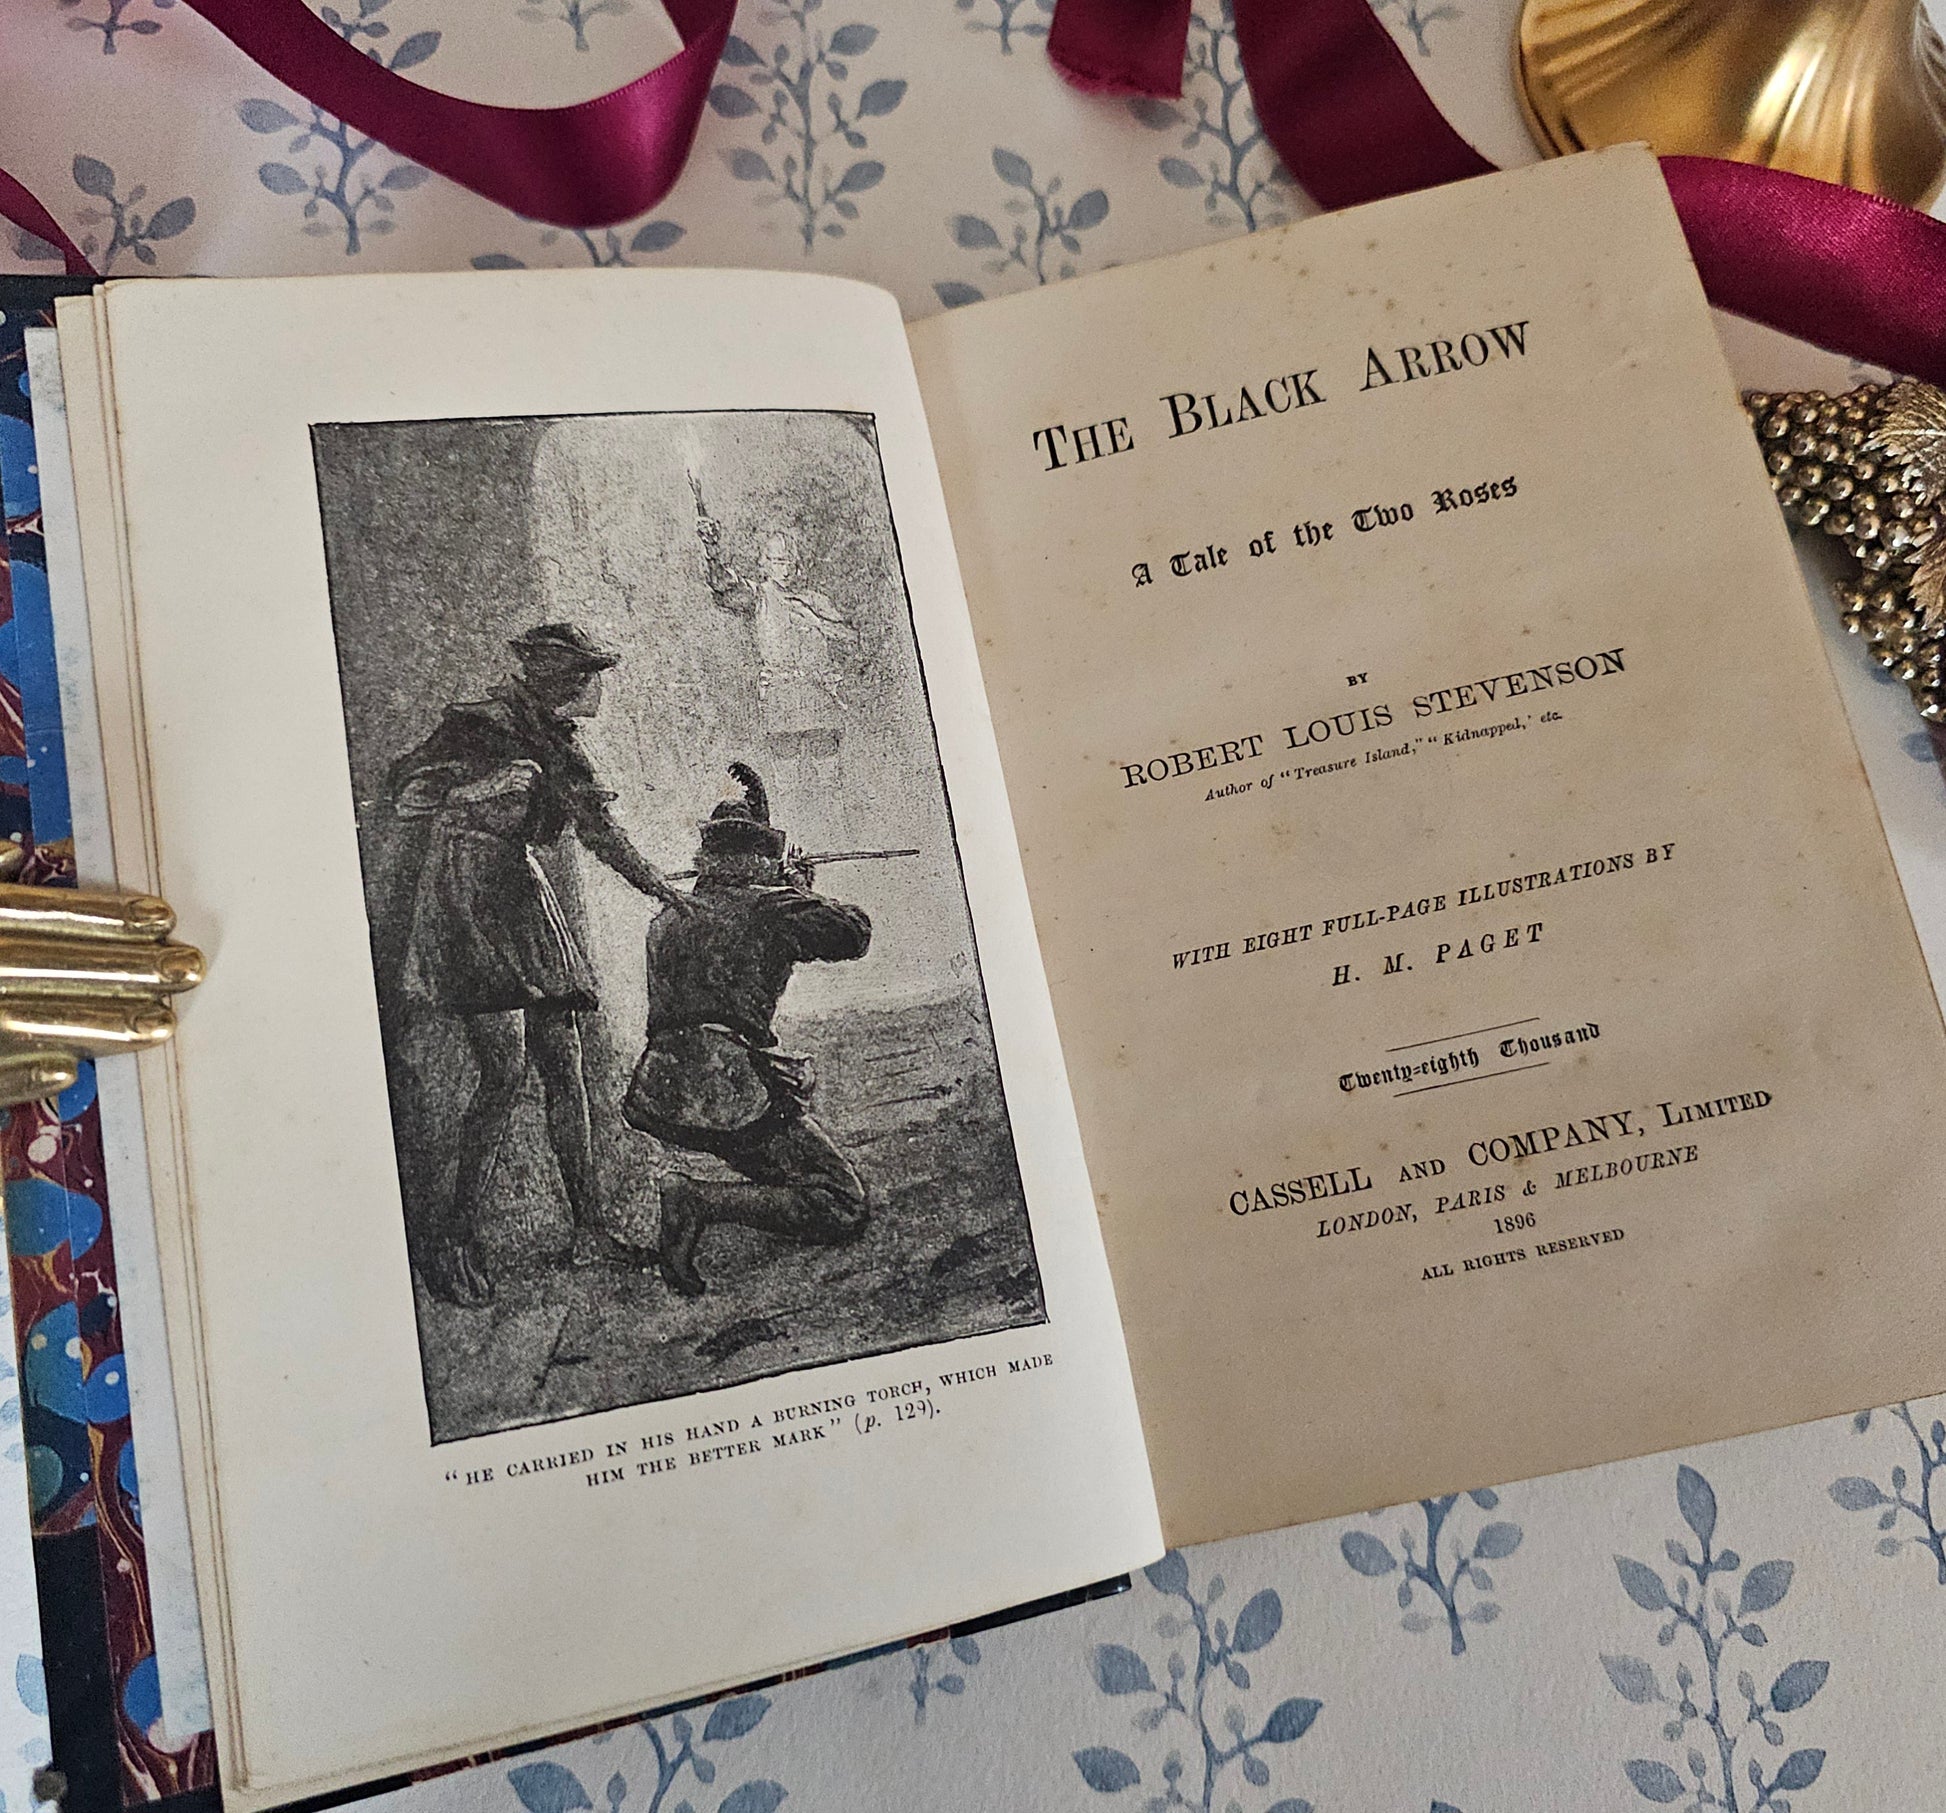 "HE CARRIED IN HIS HAND A BURNING TORCH, WHICH MADE
HIM THE BETTER MARK" (p. 129).
THE BLACK ARROW
A Tale of the Two Roses
BY
ROBERT LOUIS STEVENSON
Author of "Treasure Island," "Kidnapped,' etc.
WITH EIGHT FULL-PAGE ILLUSTRATIONS BY
H. M. PAGET
Twenty-eighth Thousand
CASSELL AND COMPANY, LIMITED
LONDON, PARIS & MELBOURNE
1896
ALL RIGHTS RESERVED